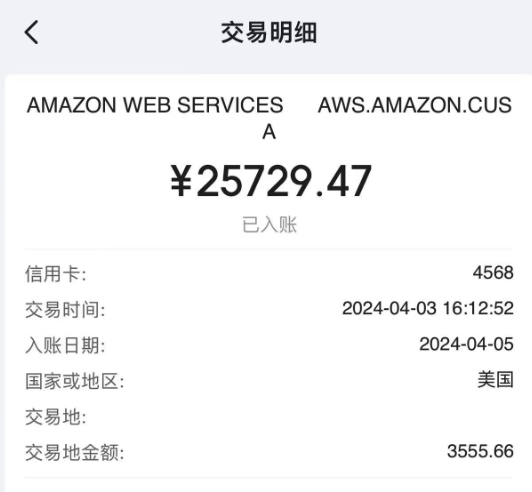 交易明细
AMAZON WEB SERVICES AWS.AMAZON.CUS
A
¥25729.47
已入账
信用卡: 4568
交易时间: 2024-04-03 16:12:52
入账日期: 2024-04-05
国家或地区: 美国
交易地:
交易地金额: 3555.66